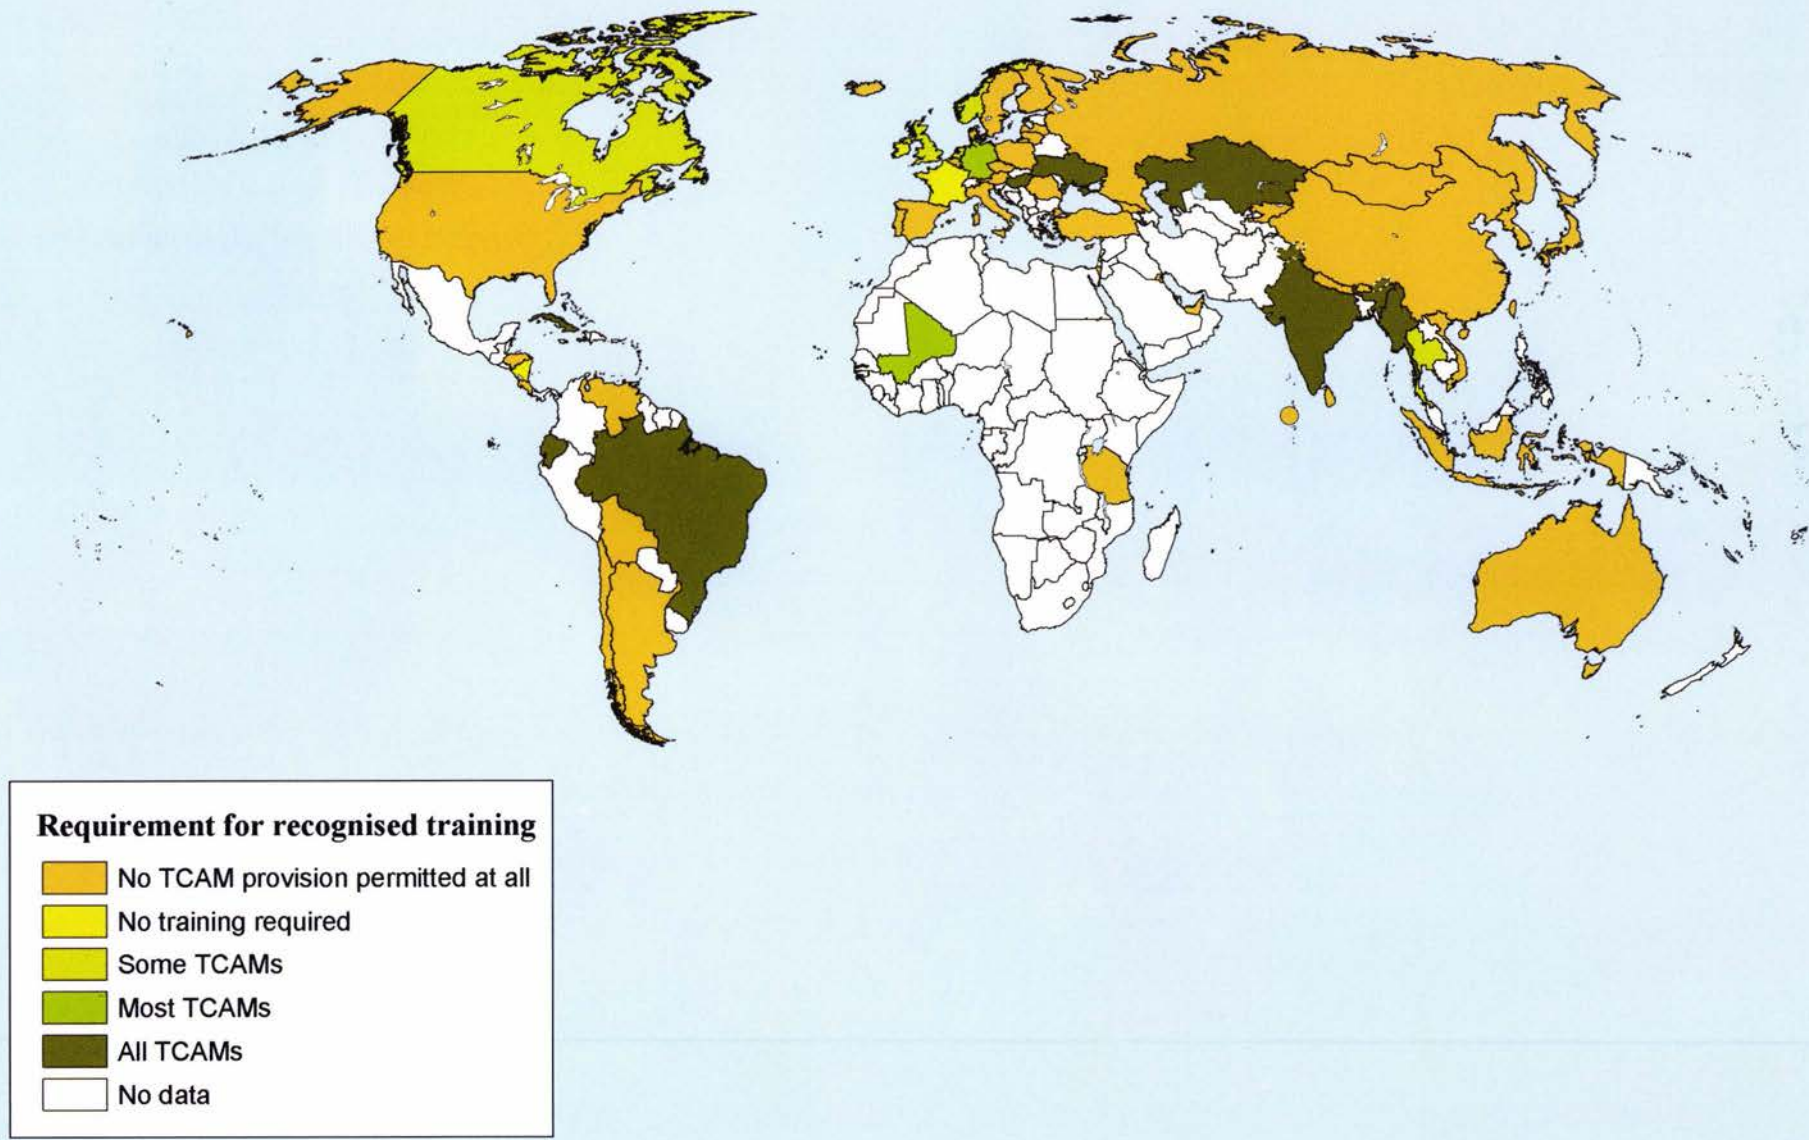 Requirement for recognised training
No TCAM provision permitted at all
No training required
Some TCAMs
Most TCAMs
All TCAMs
No data